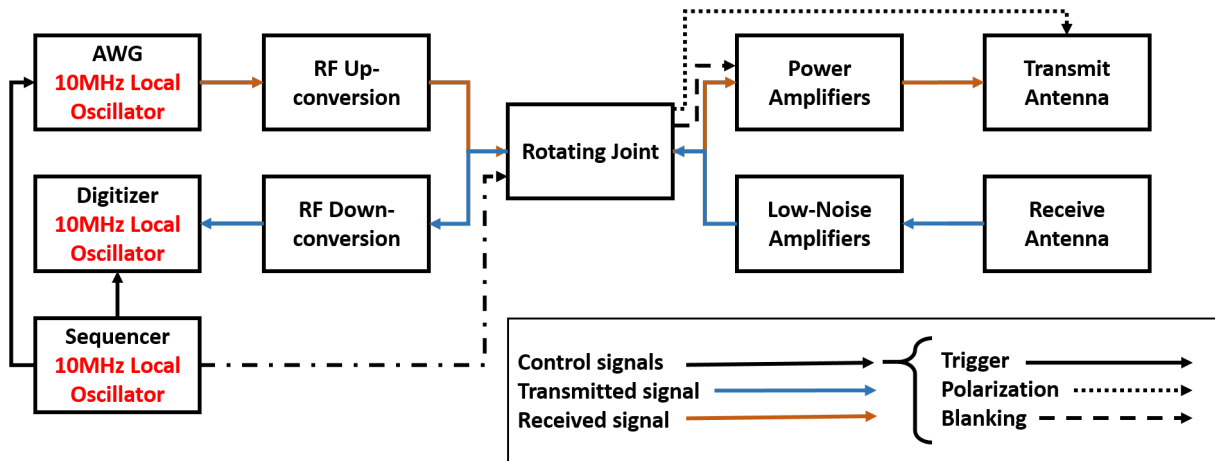 AWG
10MHz Local
Oscillator
RF Up-
conversion
Power
Amplifiers
Transmit
Antenna
Rotating Joint
Digitizer
10MHz Local
Oscillator
RF Down-
conversion
Low-Noise
Amplifiers
Receive
Antenna
Sequencer
10MHz Local
Oscillator
Control signals
Transmitted signal
Received signal
Trigger
Polarization
Blanking